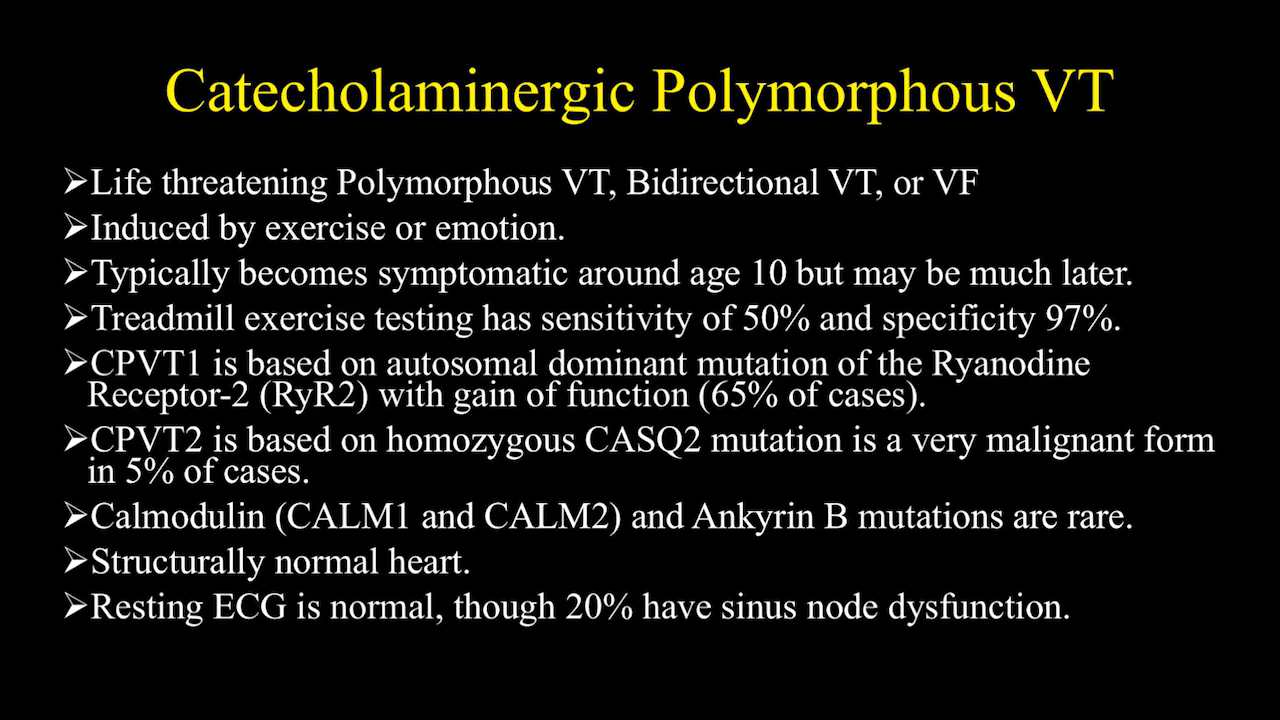 Catecholaminergic Polymorphous VT
➢Life threatening Polymorphous VT, Bidirectional VT, or VF
➢Induced by exercise or emotion.
➢Typically becomes symptomatic around age 10 but may be much later.
➢Treadmill exercise testing has sensitivity of 50% and specificity 97%.
➢CPVT1 is based on autosomal dominant mutation of the Ryanodine
Receptor-2 (RyR2) with gain of function (65% of cases).
➢CPVT2 is based on homozygous CASQ2 mutation is a very malignant form
in 5% of cases.
➢Calmodulin (CALM1 and CALM2) and Ankyrin B mutations are rare.
➢Structurally normal heart.
➢Resting ECG is normal, though 20% have sinus node dysfunction.